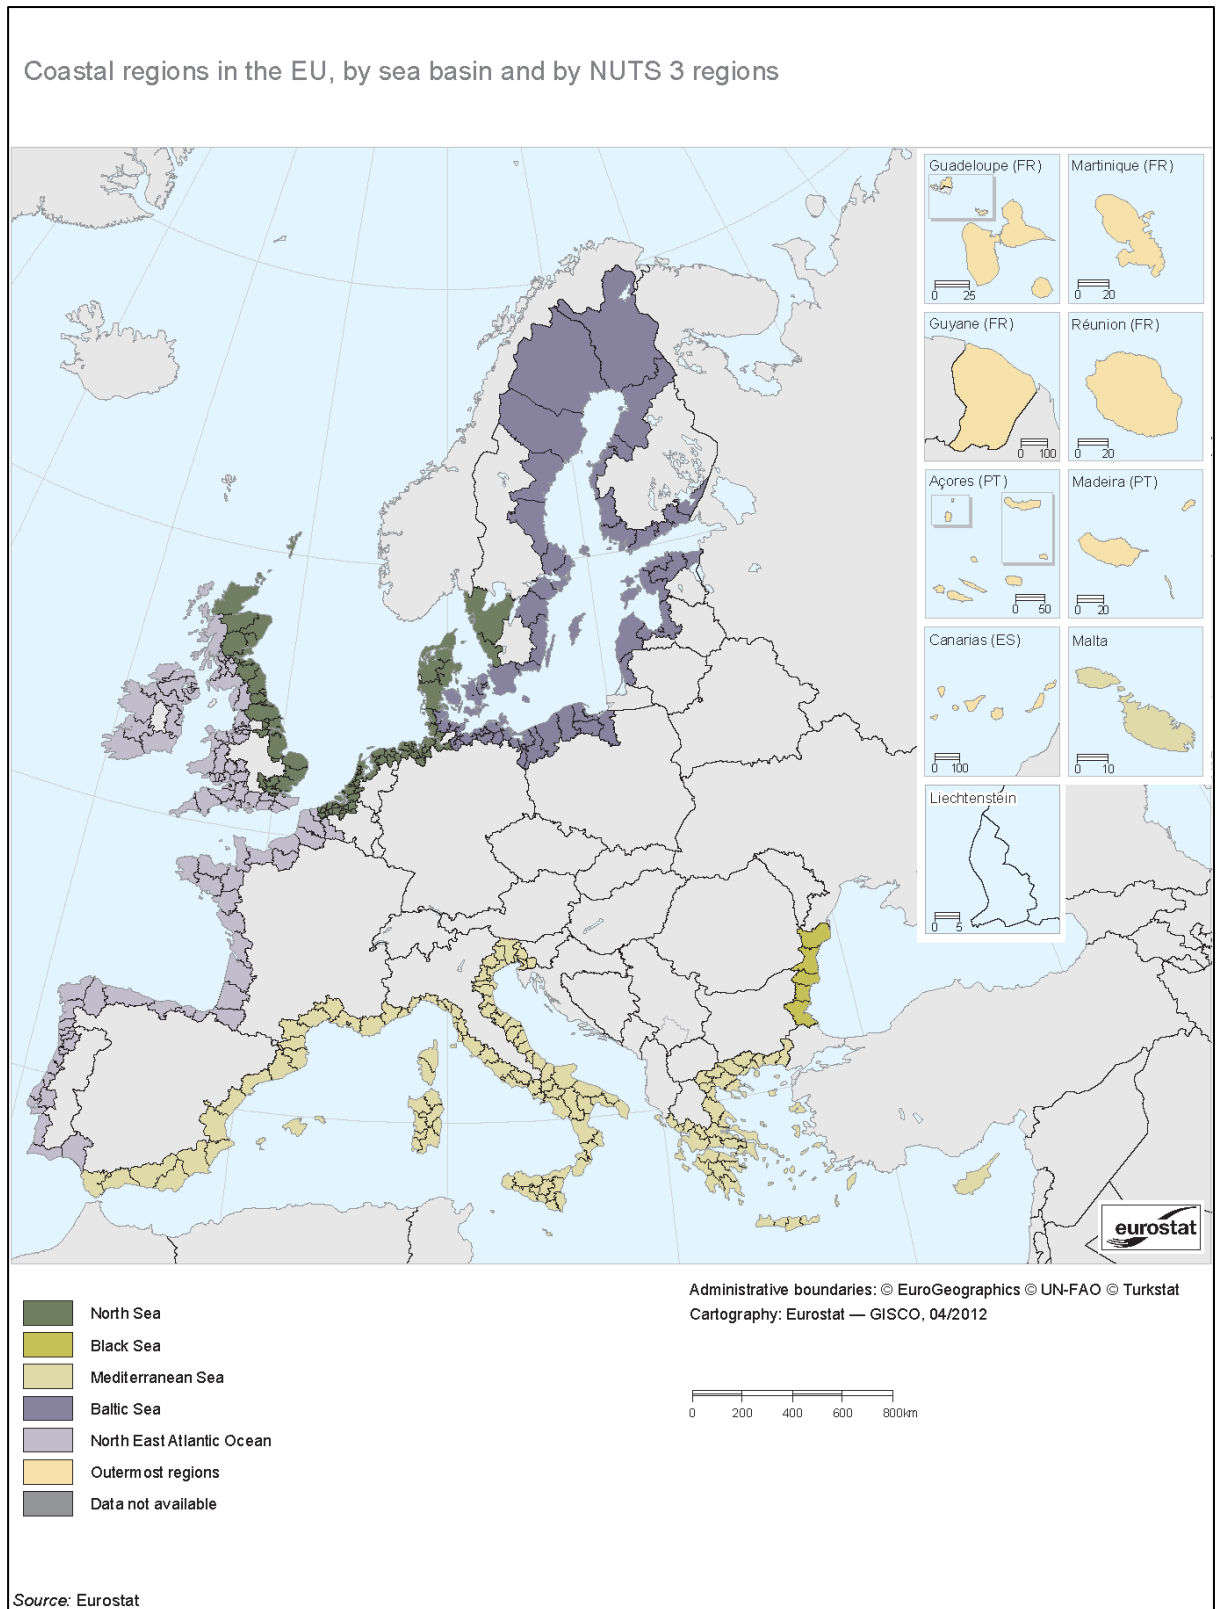 Coastal regions in the EU, by sea basin and by NUTS 3 regions
Guadeloupe (FR)
0 25
Martinique (FR)
0 20
Guyane (FR)
0 100
Réunion (FR)
0 20
Açores (PT)
0 50
Madeira (PT)
0 20
Canarias (ES)
0 100
Malta
0 10
Liechtenstein
0 5
eurostat
North Sea
Black Sea
Mediterranean Sea
Baltic Sea
North East Atlantic Ocean
Outermost regions
Data not available
Administrative boundaries: © EuroGeographics © UN-FAO © Turkstat
Cartography: Eurostat — GISCO, 04/2012
0 200 400 600 800km
Source: Eurostat